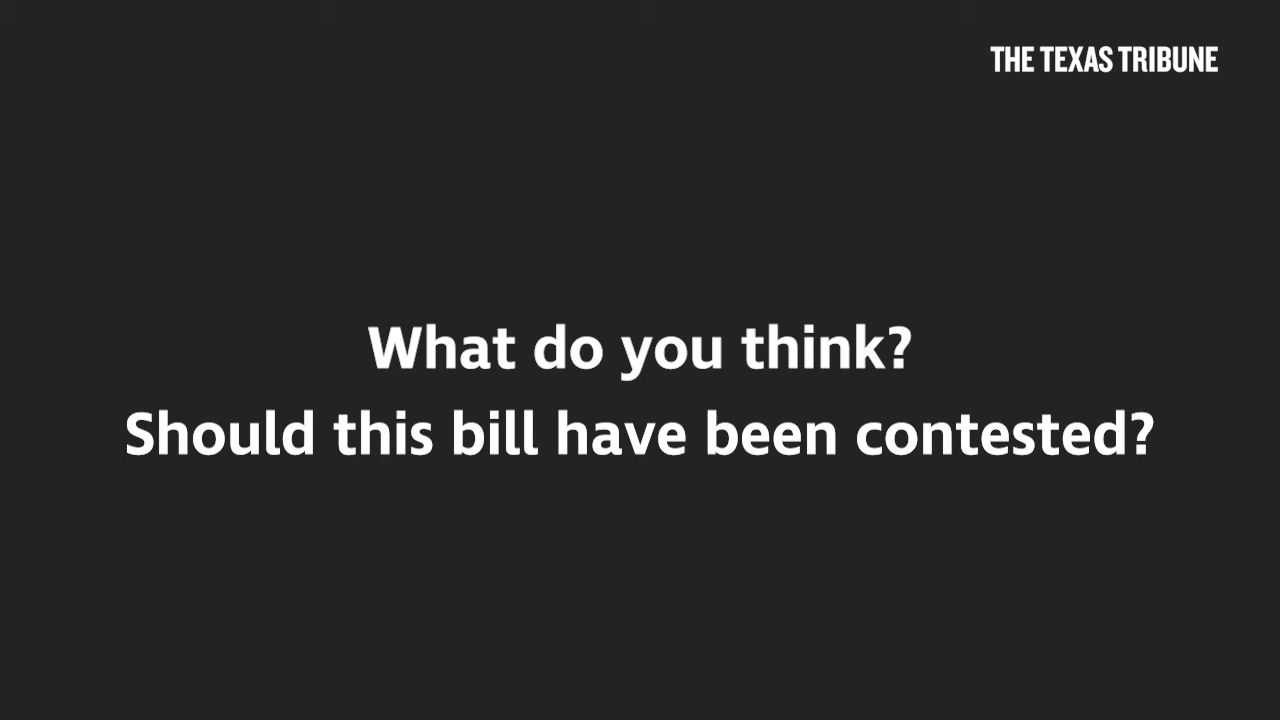 THE TEXAS TRIBUNE
What do you think?
Should this bill have been contested?